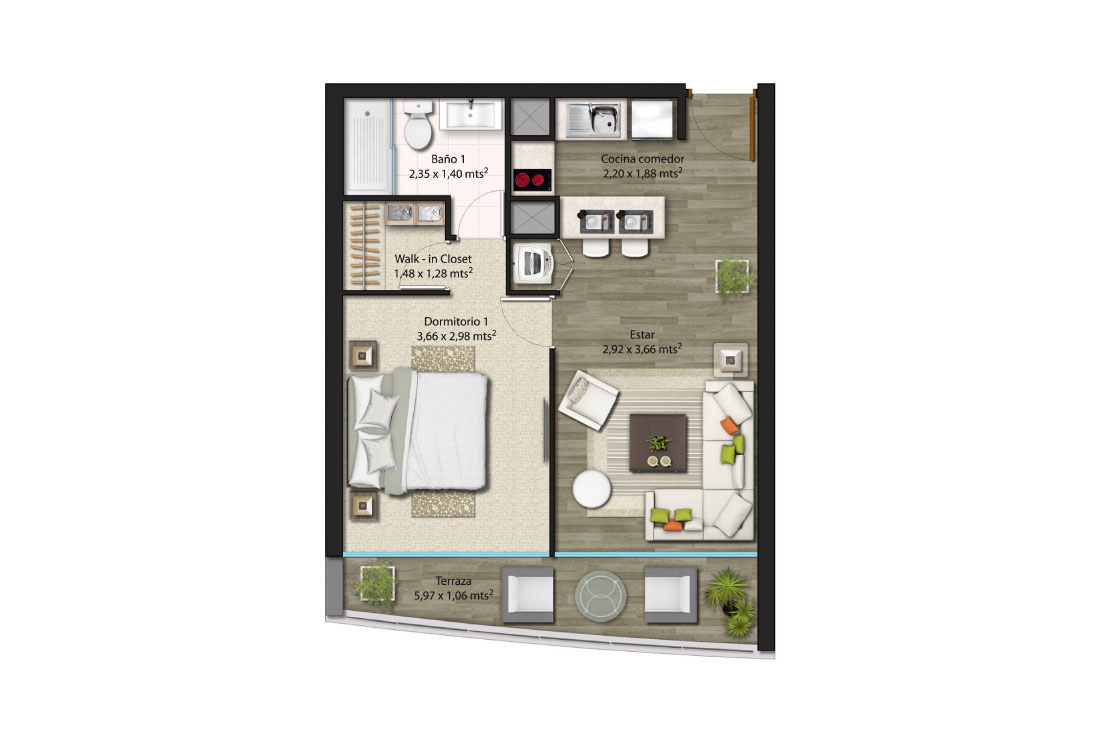 Baño 1
2,35 x 1,40 mts²
Cocina comedor
2,20 x 1,88 mts²
Walk - in Closet
1,48 x 1,28 mts²
Dormitorio 1
3,66 x 2,98 mts²
Estar
2,92 x 3,66 mts²
Terraza
5,97 x 1,06 mts²